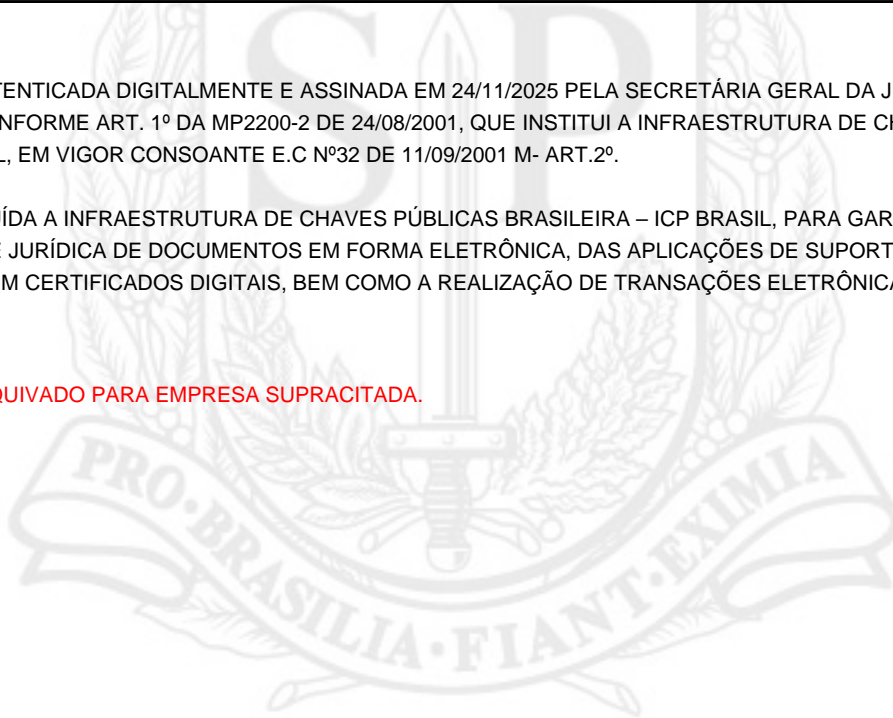 SP
TENTICADA DIGITALMENTE E ASSINADA EM 24/11/2025 PELA SECRETÁRIA GERAL DA J
NFORME ART. 1º DA MP2200-2 DE 24/08/2001, QUE INSTITUI A INFRAESTRUTURA DE CH
L, EM VIGOR CONSOANTE E.C Nº32 DE 11/09/2001 M- ART.2º.
UÍDA A INFRAESTRUTURA DE CHAVES PÚBLICAS BRASILEIRA – ICP BRASIL, PARA GAR
E JURÍDICA DE DOCUMENTOS EM FORMA ELETRÔNICA, DAS APLICAÇÕES DE SUPORT
M CERTIFICADOS DIGITAIS, BEM COMO A REALIZAÇÃO DE TRANSAÇÕES ELETRÔNICA
QUIVADO PARA EMPRESA SUPRACITADA.
PRO·BRASILIA·FIANT·EXIMIA